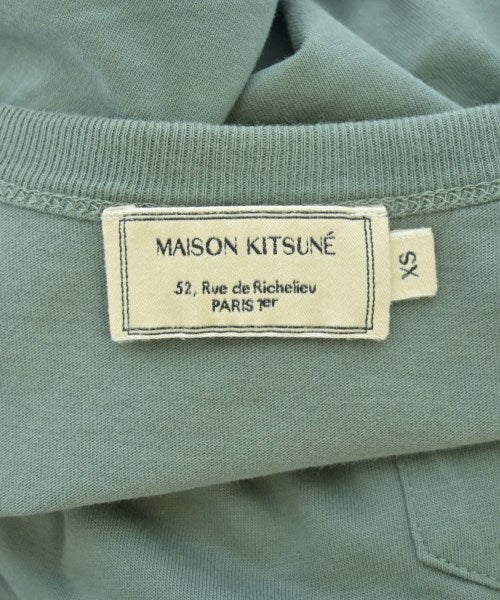 MAISON KITSUNÉ
52, Rue de Richelieu
PARIS 1er
XS